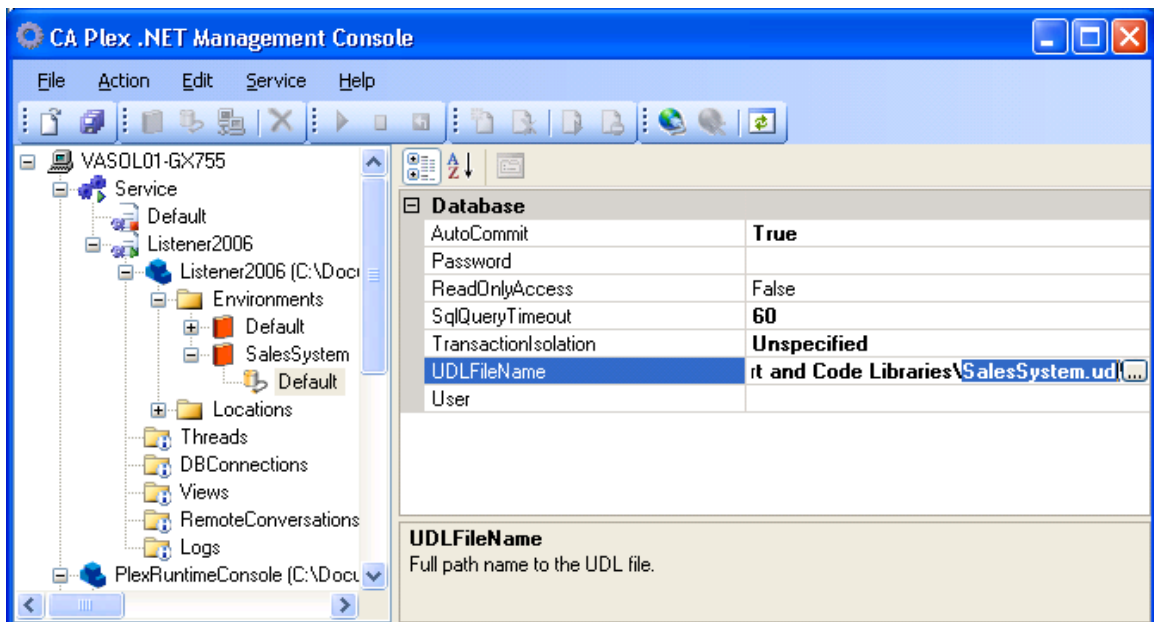 CA Plex .NET Management Console
File Action Edit Service Help
VASOL01-GX755
Service
Default
Listener2006
Listener2006 (C:\Doc
Environments
Default
SalesSystem
Default
Locations
Threads
DBConnections
Views
RemoteConversations
Logs
PlexRuntimeConsole (C:\Docu
Database
AutoCommit True
Password
ReadOnlyAccess False
SqlQueryTimeout 60
TransactionIsolation Unspecified
UDLFileName rt and Code Libraries\SalesSystem.udl ...
User
UDLFileName
Full path name to the UDL file.